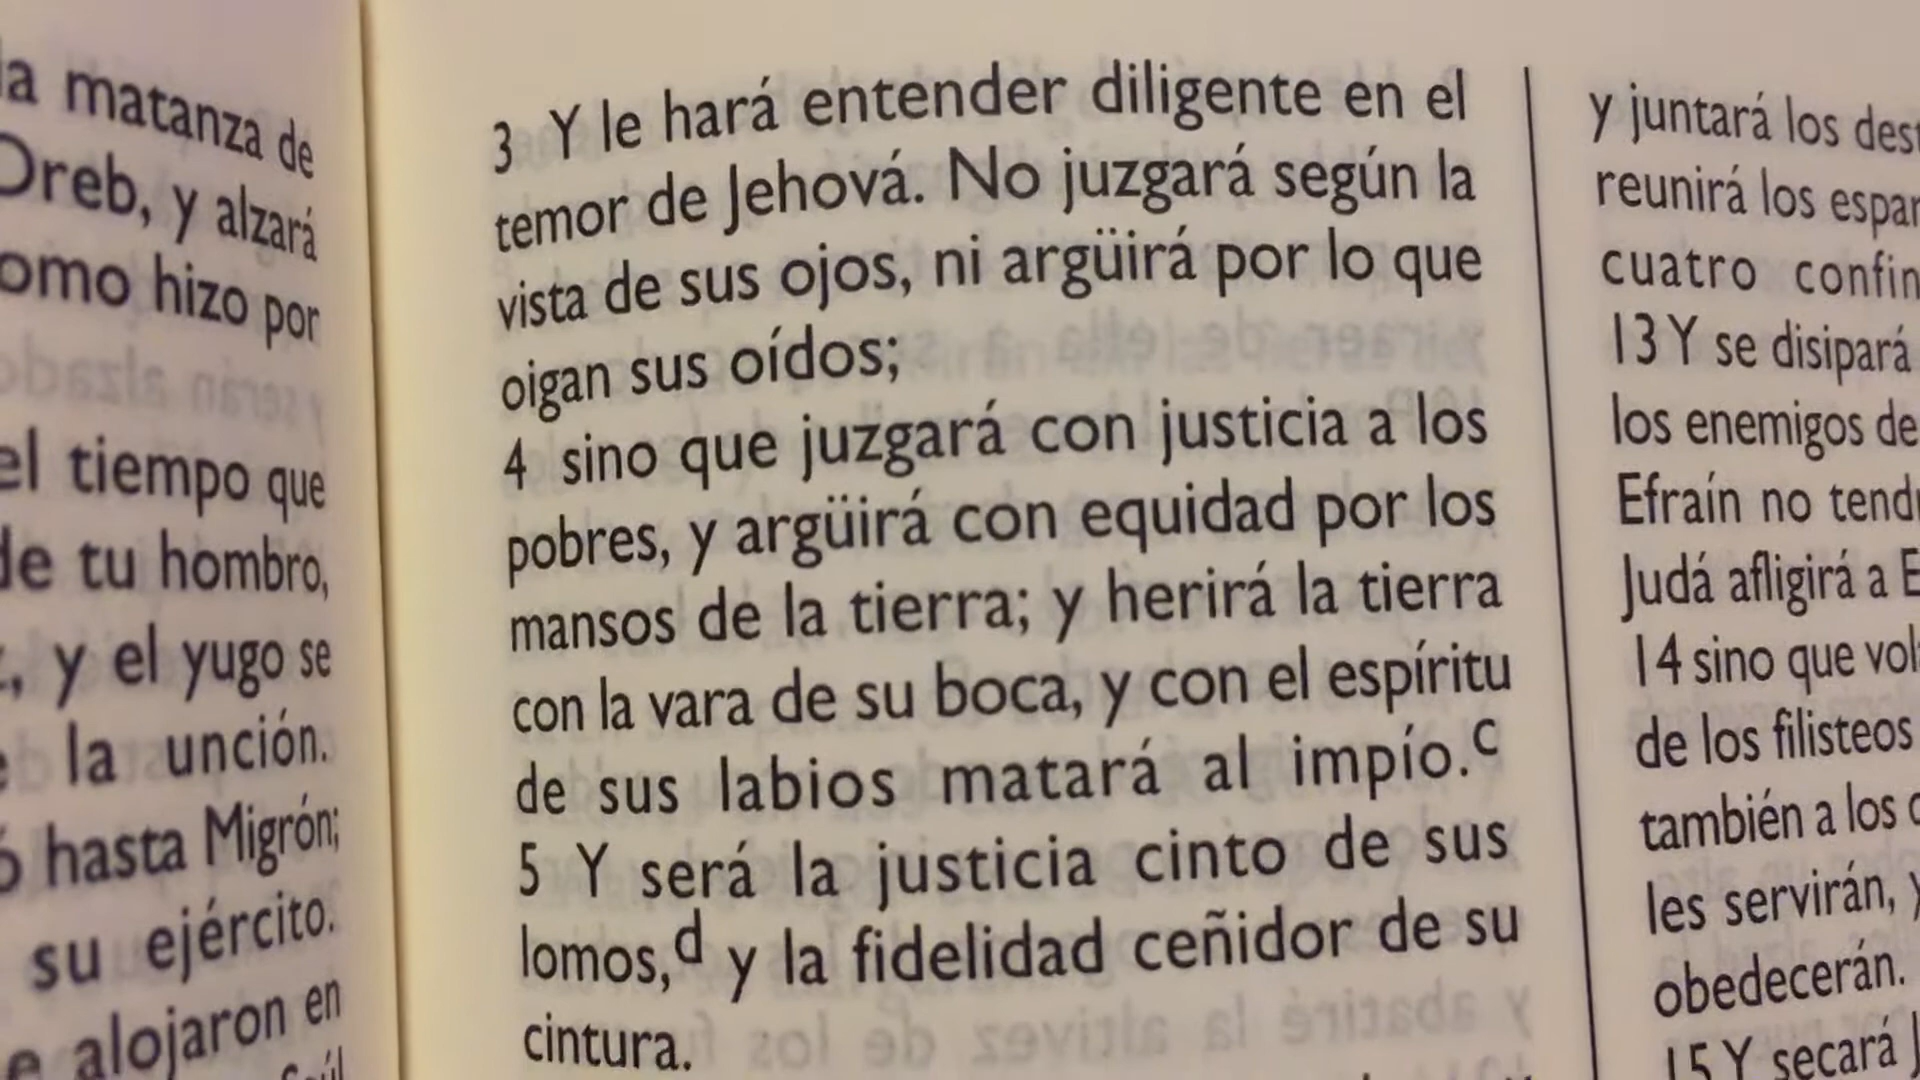 la matanza de
Oreb, y alzará
como hizo por
el tiempo que
de tu hombro,
, y el yugo se
la unción.
hasta Migrón;
su ejército.
alojaron en
3 Y le hará entender diligente en el
temor de Jehová. No juzgará según la
vista de sus ojos, ni argüirá por lo que
oigan sus oídos;
4 sino que juzgará con justicia a los
pobres, y argüirá con equidad por los
mansos de la tierra; y herirá la tierra
con la vara de su boca, y con el espíritu
de sus labios matará al impío.c
5 Y será la justicia cinto de sus
lomos,d y la fidelidad ceñidor de su
cintura.
y juntará los
reunirá los
cuatro
13 Y se disipará
los enemigos de
Efraín no
Judá afligirá a
14 sino que
de los filisteos
también a los
les servirán,
obedecerán.
15 Y secará